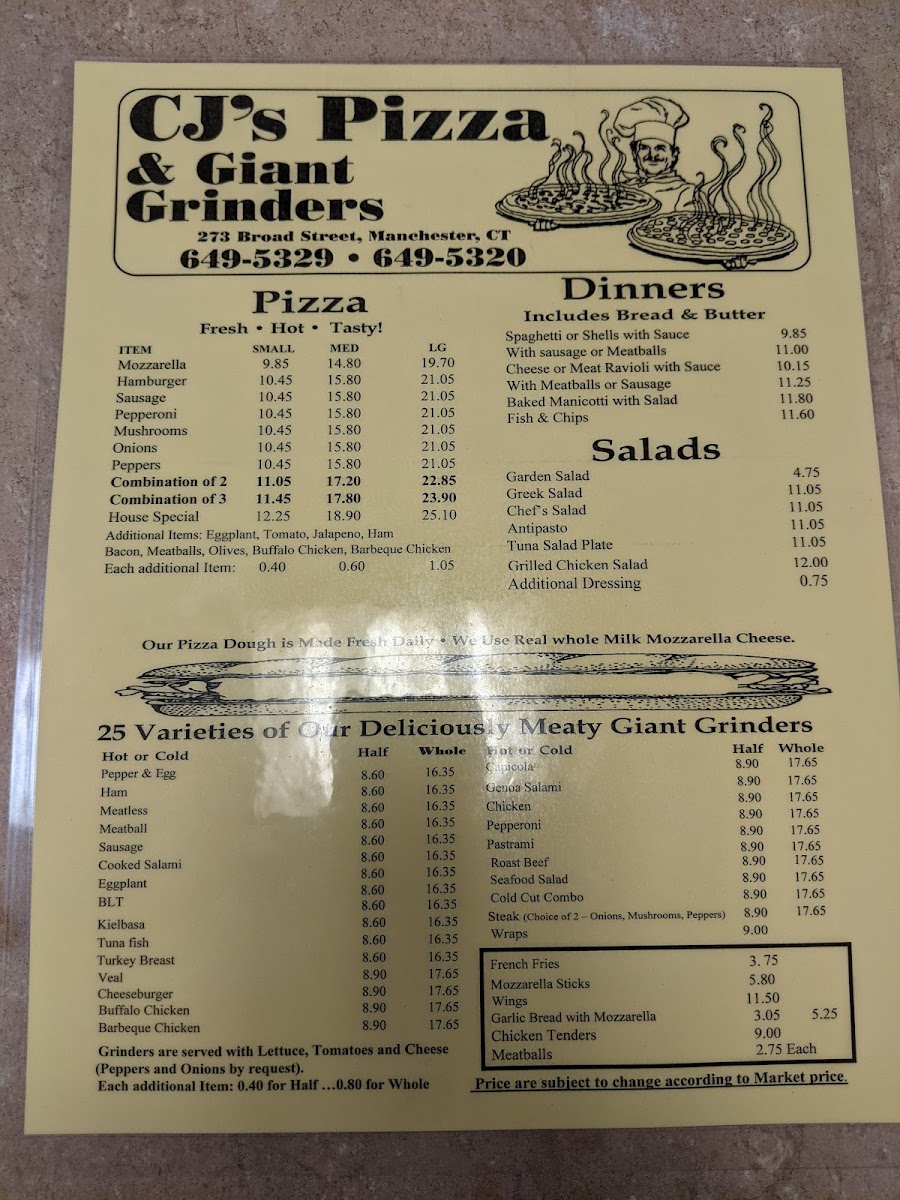 CJ's Pizza
& Giant
Grinders
273 Broad Street, Manchester, CT
649-5329 • 649-5320
Pizza
Fresh • Hot • Tasty!
ITEM SMALL MED LG
Mozzarella 9.85 14.80 19.70
Hamburger 10.45 15.80 21.05
Sausage 10.45 15.80 21.05
Pepperoni 10.45 15.80 21.05
Mushrooms 10.45 15.80 21.05
Onions 10.45 15.80 21.05
Peppers 10.45 15.80 21.05
Combination of 2 11.05 17.20 22.85
Combination of 3 11.45 17.80 23.90
House Special 12.25 18.90 25.10
Additional Items: Eggplant, Tomato, Jalapeno, Ham
Bacon, Meatballs, Olives, Buffalo Chicken, Barbeque Chicken
Each additional Item: 0.40 0.60 1.05
Dinners
Includes Bread & Butter
Spaghetti or Shells with Sauce 9.85
With sausage or Meatballs 11.00
Cheese or Meat Ravioli with Sauce 10.15
With Meatballs or Sausage 11.25
Baked Manicotti with Salad 11.80
Fish & Chips 11.60
Salads
Garden Salad 4.75
Greek Salad 11.05
Chef's Salad 11.05
Antipasto 11.05
Tuna Salad Plate 11.05
Grilled Chicken Salad 12.00
Additional Dressing 0.75
Our Pizza Dough is Made Fresh Daily • We Use Real whole Milk Mozzarella Cheese.
25 Varieties of Our Deliciously Meaty Giant Grinders
Hot or Cold Half Whole
Pepper & Egg 8.60 16.35
Ham 8.60 16.35
Meatless 8.60 16.35
Meatball 8.60 16.35
Sausage 8.60 16.35
Cooked Salami 8.60 16.35
Eggplant 8.60 16.35
BLT 8.60 16.35
Kielbasa 8.60 16.35
Tuna fish 8.60 16.35
Turkey Breast 8.60 16.35
Veal 8.90 17.65
Cheeseburger 8.90 17.65
Buffalo Chicken 8.90 17.65
Barbeque Chicken 8.90 17.65
Grinders are served with Lettuce, Tomatoes and Cheese
(Peppers and Onions by request).
Each additional Item: 0.40 for Half …0.80 for Whole
Hot or Cold Half Whole
Capicola 8.90 17.65
Genoa Salami 8.90 17.65
Chicken 8.90 17.65
Pepperoni 8.90 17.65
Pastrami 8.90 17.65
Roast Beef 8.90 17.65
Seafood Salad 8.90 17.65
Cold Cut Combo 8.90 17.65
Steak (Choice of 2 – Onions, Mushrooms, Peppers) 8.90 17.65
Wraps 9.00
French Fries 3. 75
Mozzarella Sticks 5.80
Wings 11.50
Garlic Bread with Mozzarella 3.05 5.25
Chicken Tenders 9.00
Meatballs 2.75 Each
Price are subject to change according to Market price.